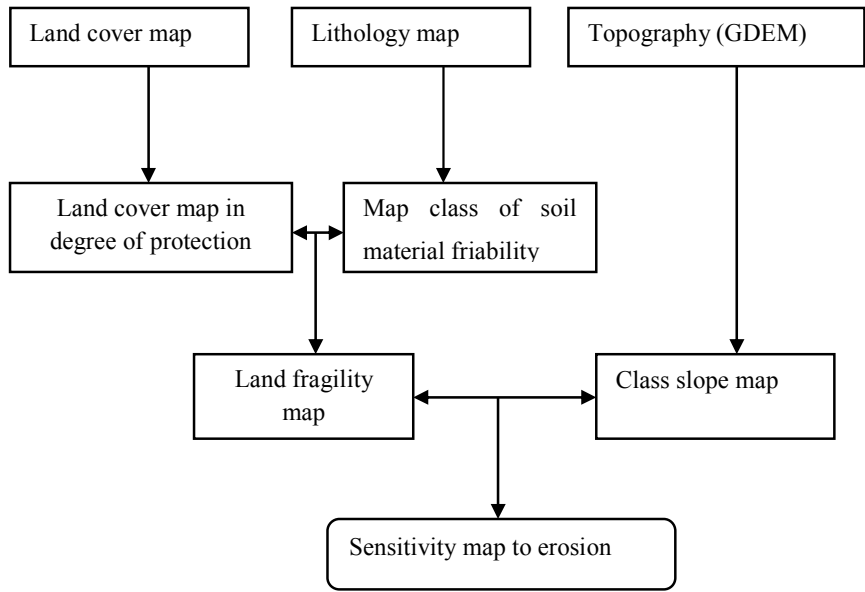 Land cover map
Lithology map
Topography (GDEM)
Land cover map in
degree of protection
Map class of soil
material friability
Land fragility
map
Class slope map
Sensitivity map to erosion